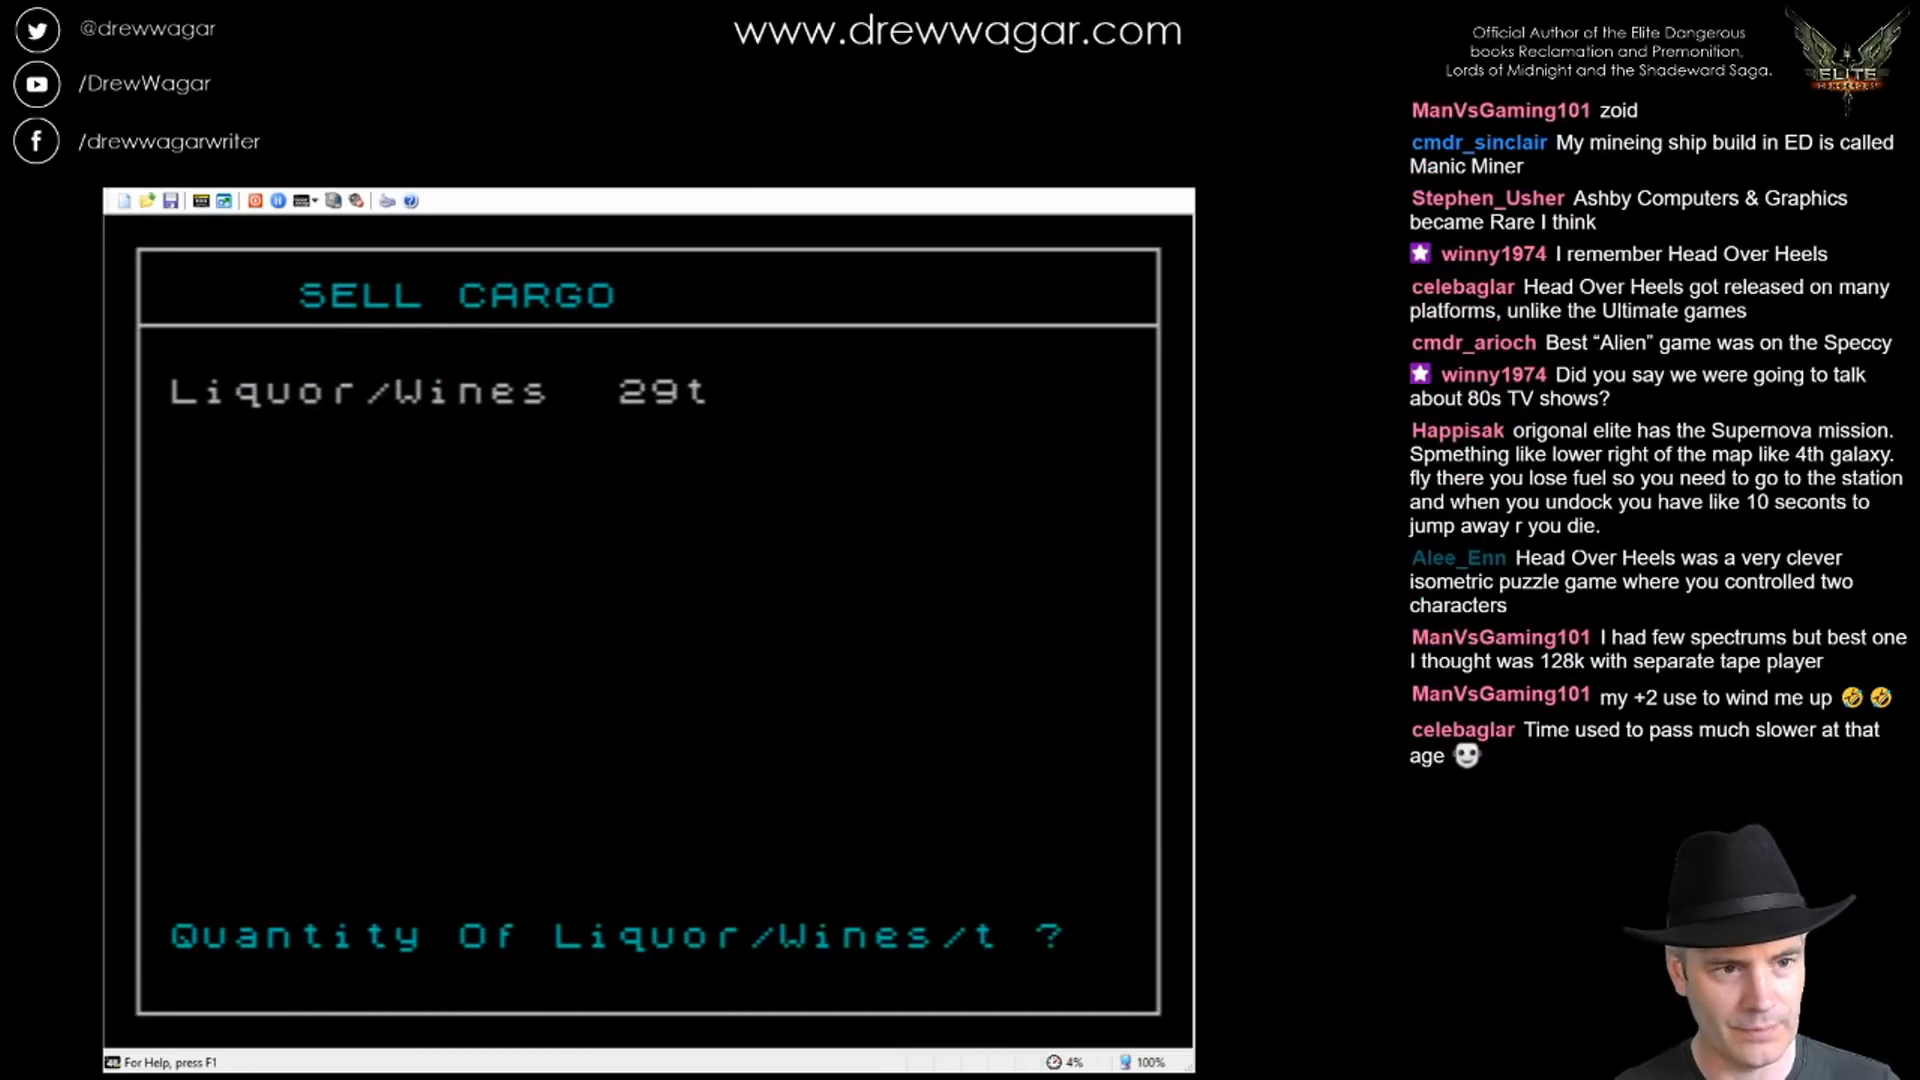 @drewwagar
/DrewWagar
/drewwagarwriter
www.drewwagar.com
Official Author of the Elite Dangerous
books Reclamation and Premonition,
Lords of Midnight and the Shadeward Saga.
ELITE
DANGEROUS
SELL CARGO
Liquor/Wines 29t
Quantity Of Liquor/Wines/t ?
For Help, press F1
4%
100%
ManVsGaming101 zoid
cmdr_sinclair My mineing ship build in ED is called
Manic Miner
Stephen_Usher Ashby Computers & Graphics
became Rare I think
winny1974 I remember Head Over Heels
celebaglar Head Over Heels got released on many
platforms, unlike the Ultimate games
cmdr_arioch Best “Alien” game was on the Speccy
winny1974 Did you say we were going to talk
about 80s TV shows?
Happisak origonal elite has the Supernova mission.
Spmething like lower right of the map like 4th galaxy.
fly there you lose fuel so you need to go to the station
and when you undock you have like 10 seconts to
jump away r you die.
Alee_Enn Head Over Heels was a very clever
isometric puzzle game where you controlled two
characters
ManVsGaming101 I had few spectrums but best one
I thought was 128k with separate tape player
ManVsGaming101 my +2 use to wind me up 🤣 🤣
celebaglar Time used to pass much slower at that
age